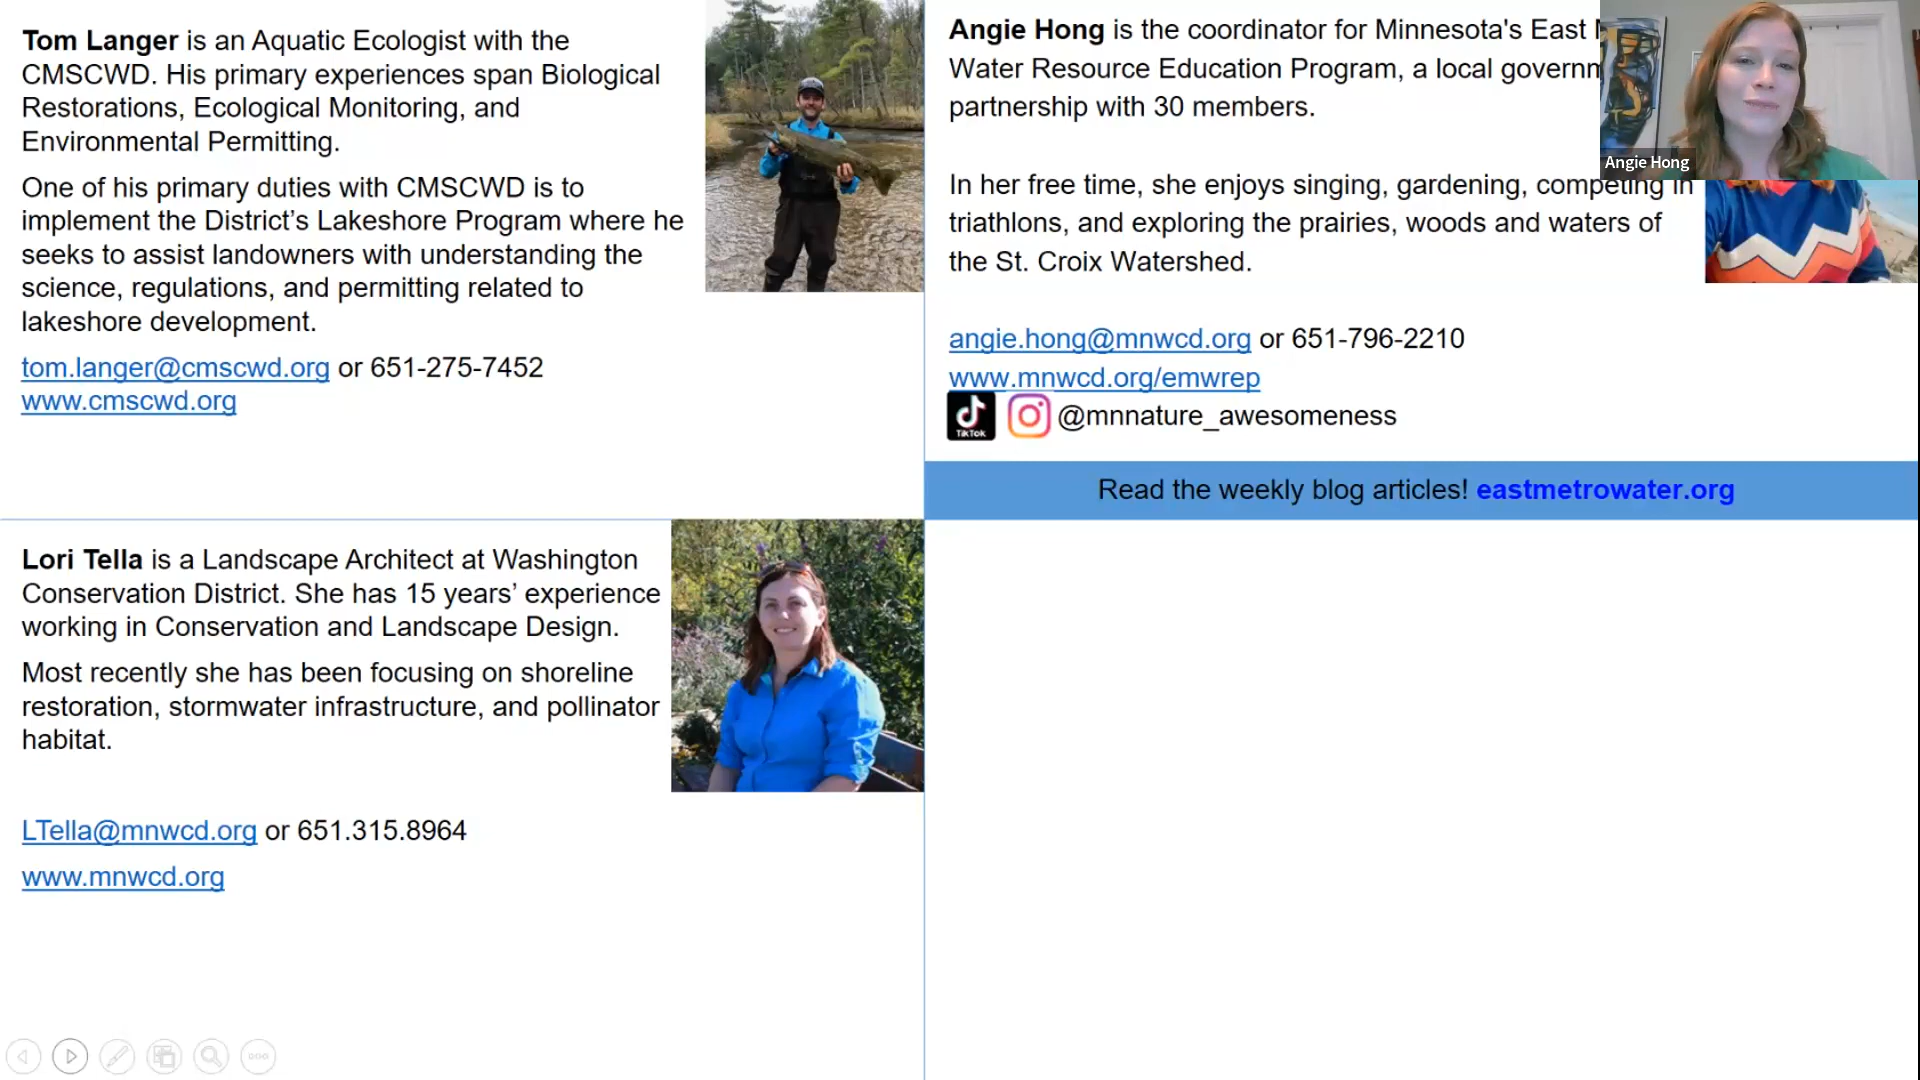 Tom Langer is an Aquatic Ecologist with the
CMSCWD. His primary experiences span Biological
Restorations, Ecological Monitoring, and
Environmental Permitting.
One of his primary duties with CMSCWD is to
implement the District’s Lakeshore Program where he
seeks to assist landowners with understanding the
science, regulations, and permitting related to
lakeshore development.
tom.langer@cmscwd.org or 651-275-7452
www.cmscwd.org
Angie Hong is the coordinator for Minnesota's East
Water Resource Education Program, a local
partnership with 30 members.
Angie Hong
In her free time, she enjoys singing, gardening, competing in
triathlons, and exploring the prairies, woods and waters of
the St. Croix Watershed.
angie.hong@mnwcd.org or 651-796-2210
www.mnwcd.org/emwrep
TikTok
@mnnature_awesomeness
Read the weekly blog articles! eastmetrowater.org
Lori Tella is a Landscape Architect at Washington
Conservation District. She has 15 years’ experience
working in Conservation and Landscape Design.
Most recently she has been focusing on shoreline
restoration, stormwater infrastructure, and pollinator
habitat.
LTella@mnwcd.org or 651.315.8964
www.mnwcd.org